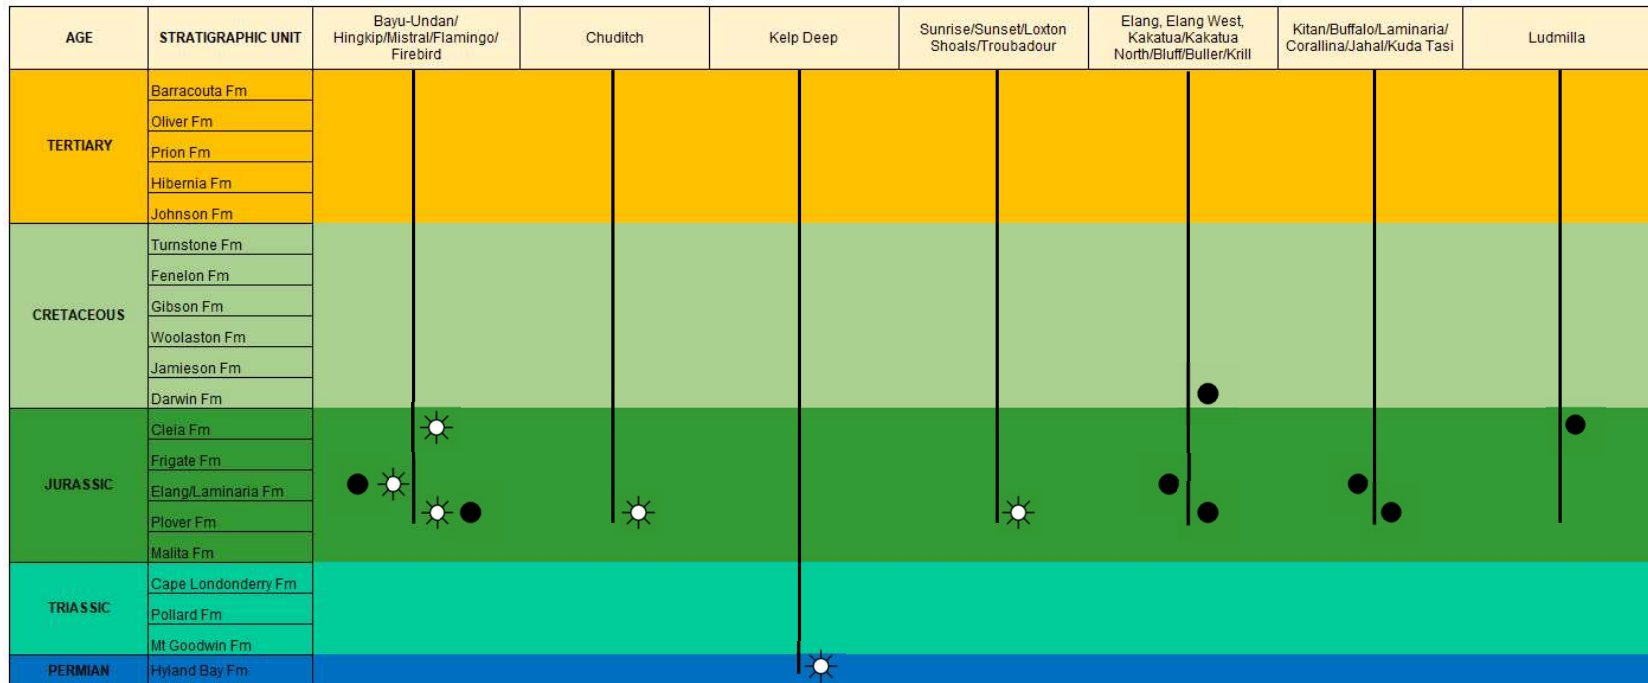 AGE
STRATIGRAPHIC UNIT
Bayu-Undan/
Hingkip/Mistral/Flamingo/
Firebird
Chuditch
Kelp Deep
Sunrise/Sunset/Loxton
Shoals/Troubadour
Elang, Elang West,
Kakatua/Kakatua
North/Bluff/Buller/Krill
Kitan/Buffalo/Laminaria/
Corallina/Jahal/Kuda Tasi
Ludmilla
TERTIARY
Barracouta Fm
Oliver Fm
Prion Fm
Hibernia Fm
Johnson Fm
CRETACEOUS
Turnstone Fm
Fenelon Fm
Gibson Fm
Woolaston Fm
Jamieson Fm
Darwin Fm
JURASSIC
Cleia Fm
Frigate Fm
Elang/Laminaria Fm
Plover Fm
Malita Fm
TRIASSIC
Cape Londonderry Fm
Pollard Fm
Mt Goodwin Fm
PERMIAN
Hyland Bay Fm